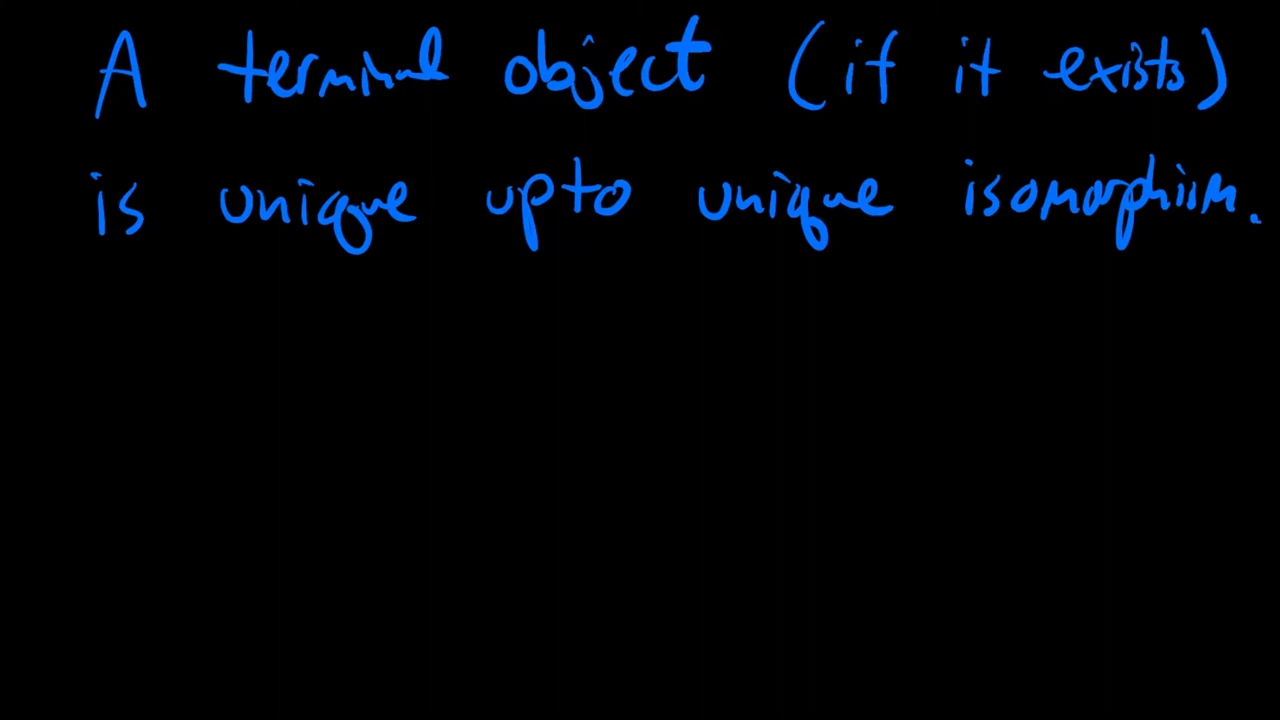 A terminal object (if it exists)
is unique upto unique isomorphism.